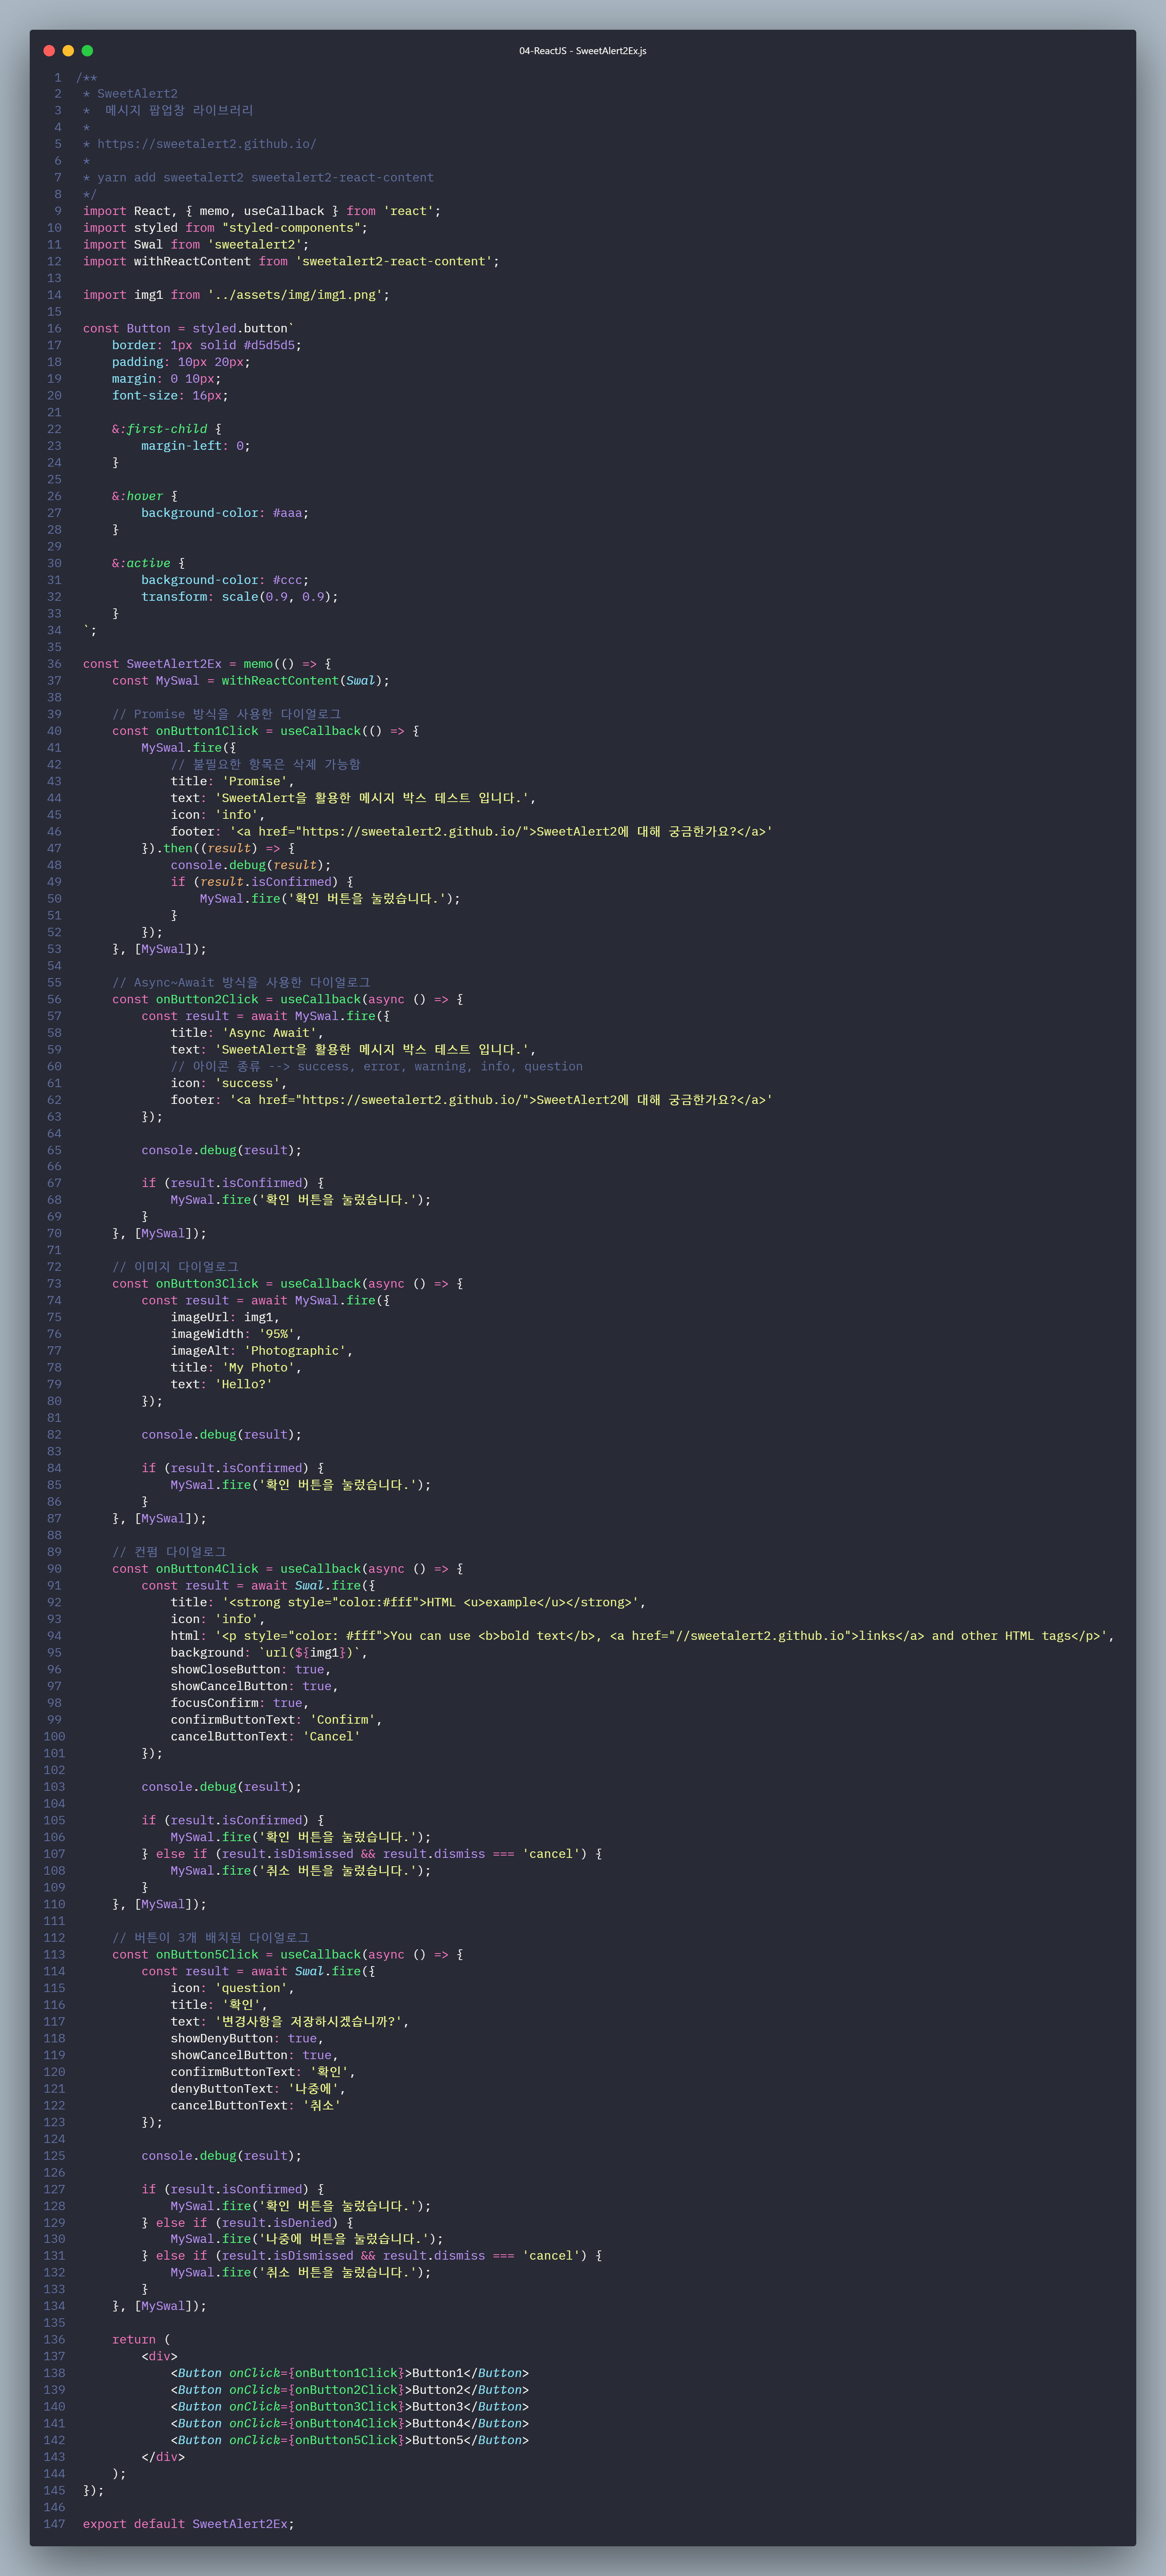 04-ReactJS - SweetAlert2Ex.js
1 /**
2  * SweetAlert2
3  *  메시지 팝업창 라이브러리
4  *
5  * https://sweetalert2.github.io/
6  *
7  * yarn add sweetalert2 sweetalert2-react-content
8  */
9 import React, { memo, useCallback } from 'react';
10 import styled from "styled-components";
11 import Swal from 'sweetalert2';
12 import withReactContent from 'sweetalert2-react-content';
13
14 import img1 from '../assets/img/img1.png';
15
16 const Button = styled.button`
17     border: 1px solid #d5d5d5;
18     padding: 10px 20px;
19     margin: 0 10px;
20     font-size: 16px;
21
22     &:first-child {
23         margin-left: 0;
24     }
25
26     &:hover {
27         background-color: #aaa;
28     }
29
30     &:active {
31         background-color: #ccc;
32         transform: scale(0.9, 0.9);
33     }
34 `;
35
36 const SweetAlert2Ex = memo(() => {
37     const MySwal = withReactContent(Swal);
38
39     // Promise 방식을 사용한 다이얼로그
40     const onButton1Click = useCallback(() => {
41         MySwal.fire({
42             // 불필요한 항목은 삭제 가능함
43             title: 'Promise',
44             text: 'SweetAlert을 활용한 메시지 박스 테스트 입니다.',
45             icon: 'info',
46             footer: '<a href="https://sweetalert2.github.io/">SweetAlert2에 대해 궁금한가요?</a>'
47         }).then((result) => {
48             console.debug(result);
49             if (result.isConfirmed) {
50                 MySwal.fire('확인 버튼을 눌렀습니다.');
51             }
52         });
53     }, [MySwal]);
54
55     // Async~Await 방식을 사용한 다이얼로그
56     const onButton2Click = useCallback(async () => {
57         const result = await MySwal.fire({
58             title: 'Async Await',
59             text: 'SweetAlert을 활용한 메시지 박스 테스트 입니다.',
60             // 아이콘 종류 --> success, error, warning, info, question
61             icon: 'success',
62             footer: '<a href="https://sweetalert2.github.io/">SweetAlert2에 대해 궁금한가요?</a>'
63         });
64
65         console.debug(result);
66
67         if (result.isConfirmed) {
68             MySwal.fire('확인 버튼을 눌렀습니다.');
69         }
70     }, [MySwal]);
71
72     // 이미지 다이얼로그
73     const onButton3Click = useCallback(async () => {
74         const result = await MySwal.fire({
75             imageUrl: img1,
76             imageWidth: '95%',
77             imageAlt: 'Photographic',
78             title: 'My Photo',
79             text: 'Hello?'
80         });
81
82         console.debug(result);
83
84         if (result.isConfirmed) {
85             MySwal.fire('확인 버튼을 눌렀습니다.');
86         }
87     }, [MySwal]);
88
89     // 컨펌 다이얼로그
90     const onButton4Click = useCallback(async () => {
91         const result = await Swal.fire({
92             title: '<strong style="color:#fff">HTML <u>example</u></strong>',
93             icon: 'info',
94             html: '<p style="color: #fff">You can use <b>bold text</b>, <a href="//sweetalert2.github.io">links</a> and other HTML tags</p>',
95             background: `url(${img1})`,
96             showCloseButton: true,
97             showCancelButton: true,
98             focusConfirm: true,
99             confirmButtonText: 'Confirm',
100             cancelButtonText: 'Cancel'
101         });
102
103         console.debug(result);
104
105         if (result.isConfirmed) {
106             MySwal.fire('확인 버튼을 눌렀습니다.');
107         } else if (result.isDismissed && result.dismiss === 'cancel') {
108             MySwal.fire('취소 버튼을 눌렀습니다.');
109         }
110     }, [MySwal]);
111
112     // 버튼이 3개 배치된 다이얼로그
113     const onButton5Click = useCallback(async () => {
114         const result = await Swal.fire({
115             icon: 'question',
116             title: '확인',
117             text: '변경사항을 저장하시겠습니까?',
118             showDenyButton: true,
119             showCancelButton: true,
120             confirmButtonText: '확인',
121             denyButtonText: '나중에',
122             cancelButtonText: '취소'
123         });
124
125         console.debug(result);
126
127         if (result.isConfirmed) {
128             MySwal.fire('확인 버튼을 눌렀습니다.');
129         } else if (result.isDenied) {
130             MySwal.fire('나중에 버튼을 눌렀습니다.');
131         } else if (result.isDismissed && result.dismiss === 'cancel') {
132             MySwal.fire('취소 버튼을 눌렀습니다.');
133         }
134     }, [MySwal]);
135
136     return (
137         <div>
138             <Button onClick={onButton1Click}>Button1</Button>
139             <Button onClick={onButton2Click}>Button2</Button>
140             <Button onClick={onButton3Click}>Button3</Button>
141             <Button onClick={onButton4Click}>Button4</Button>
142             <Button onClick={onButton5Click}>Button5</Button>
143         </div>
144     );
145 });
146
147 export default SweetAlert2Ex;